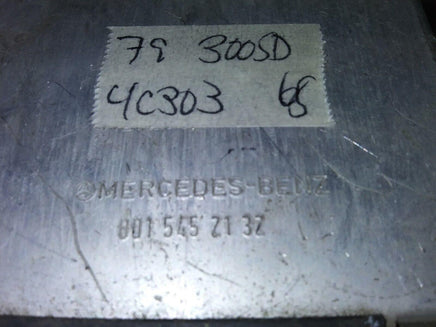 79 300SD
4C303 68
MERCEDES-BENZ
001 545 21 32